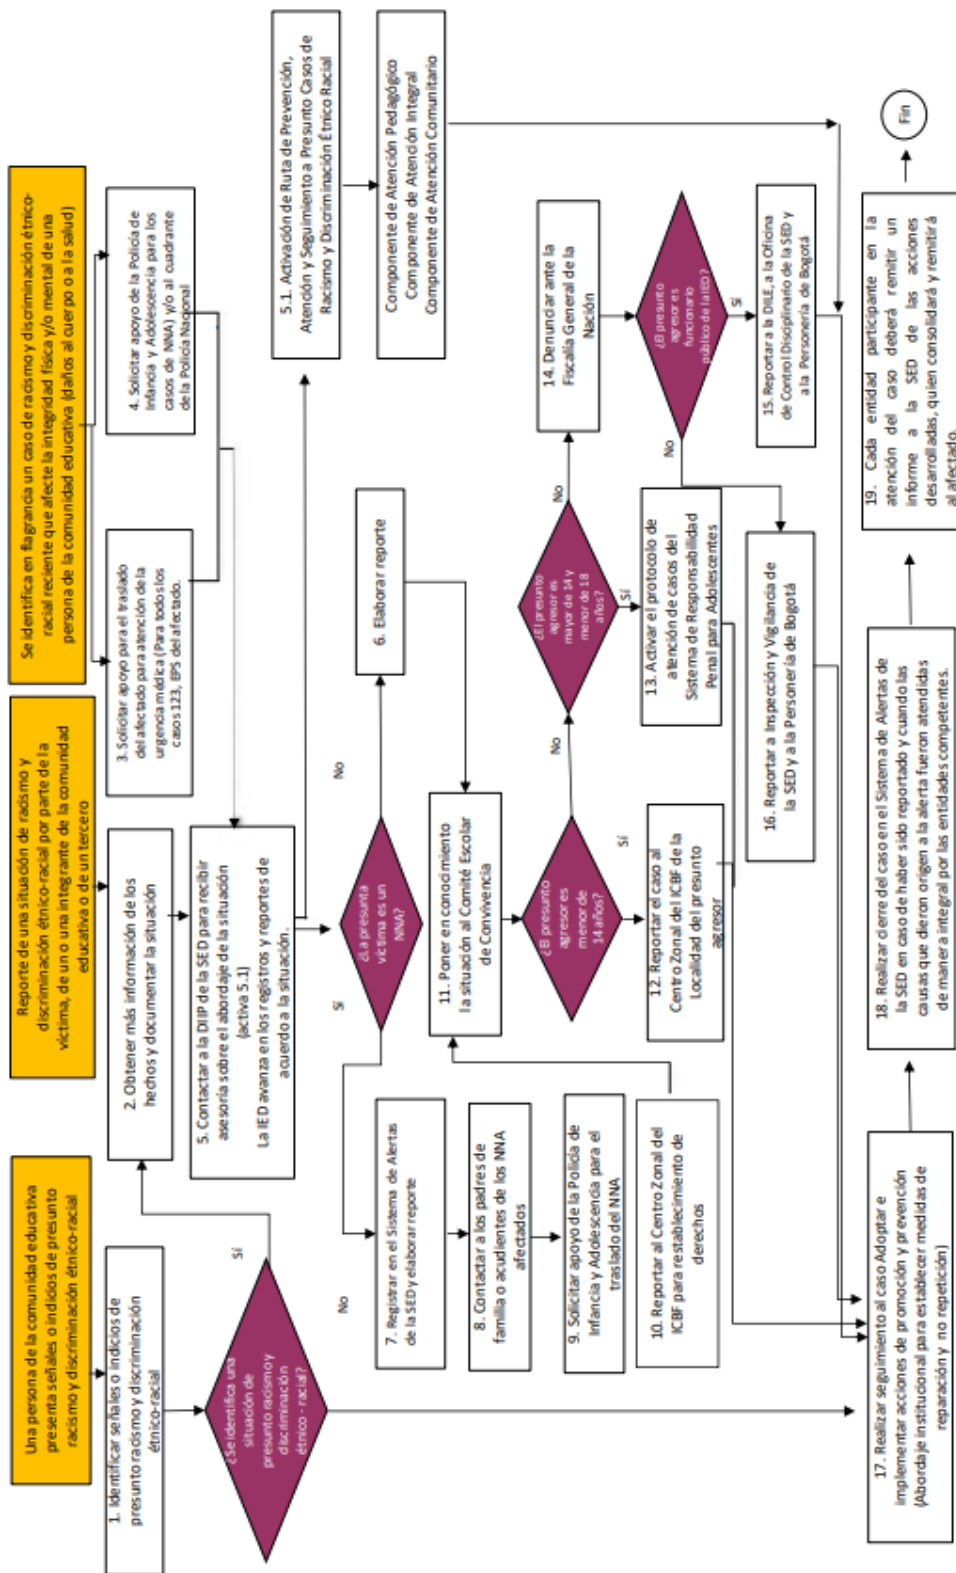 Una persona de la comunidad educativa
presenta señales o indicios de presunto
racismo y discriminación étnico-racial
Reporte de una situación de racismo y
discriminación étnico-racial por parte de la
víctima, de uno o una integrante de la comunidad
educativa o de un tercero
Se identifica en flagrancia un caso de racismo y discriminación étnico-
racial reciente que afecte la integridad física y/o mental de una
persona de la comunidad educativa (daños al cuerpo o a la salud)
1. Identificar señales o indicios de
presunto racismo y discriminación
étnico-racial
2. Obtener más información de los
hechos y documentar la situación
3. Solicitar apoyo para el traslado
del afectado para atención de la
urgencia médica (Para todos los
casos 123, EPS del afectado.
4. Solicitar apoyo de la Policía de
Infancia y Adolescencia para los
casos de NNA) y/o al cuadrante
de la Policía Nacional
¿Se identifica una
situación de
presunto racismo y
discriminación
étnico - racial?
Sí
No
5. Contactar a la DIIP de la SED para recibir
asesoría sobre el abordaje de la situación
(activa 5.1)
La IED avanza en los registros y reportes de
acuerdo a la situación.
5.1. Activación de Ruta de Prevención,
Atención y Seguimiento a Presunto Casos de
Racismo y Discriminación Étnico Racial
Componente de Atención Pedagógico
Componente de Atención Integral
Componente de Atención Comunitario
¿La presunta
víctima es un
NNA?
Sí
No
6. Elaborar reporte
7. Registrar en el Sistema de Alertas
de la SED y elaborar reporte
8. Contactar a los padres de
familia o acudientes de los NNA
afectados
9. Solicitar apoyo de la Policía de
Infancia y Adolescencia para el
traslado del NNA
10. Reportar al Centro Zonal del
ICBF para restablecimiento de
derechos
11. Poner en conocimiento
la situación al Comité Escolar
de Convivencia
¿El presunto
agresor es
menor de
14 años?
Sí
No
12. Reportar el caso al
Centro Zonal del ICBF de la
Localidad del presunto
agresor
¿El presunto
agresor es
mayor de 14 y
menor de 18
años?
Sí
No
13. Activar el protocolo de
atención de casos del
Sistema de Responsabilidad
Penal para Adolescentes
14. Denunciar ante la
Fiscalía General de la
Nación
¿El presunto
agresor es
funcionario
público de la IED?
Sí
No
15. Reportar a la DILE, a la Oficina
de Control Disciplinario de la SED y
a la Personería de Bogotá
16. Reportar a Inspección y Vigilancia de
la SED y a la Personería de Bogotá
17. Realizar seguimiento al caso Adoptar e
implementar acciones de promoción y prevención
(Abordaje institucional para establecer medidas de
reparación y no repetición)
18. Realizar cierre del caso en el Sistema de Alertas de
la SED en caso de haber sido reportado y cuando las
causas que dieron origen a la alerta fueron atendidas
de manera integral por las entidades competentes.
19. Cada entidad participante en la
atención del caso deberá remitir un
informe a la SED de las acciones
desarrolladas, quien consolidará y remitirá
al afectado.
Fin